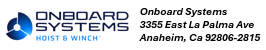 ONBOARD
SYSTEMS
HOIST & WINCH
Onboard Systems
3355 East La Palma Ave
Anaheim, Ca 92806-2815